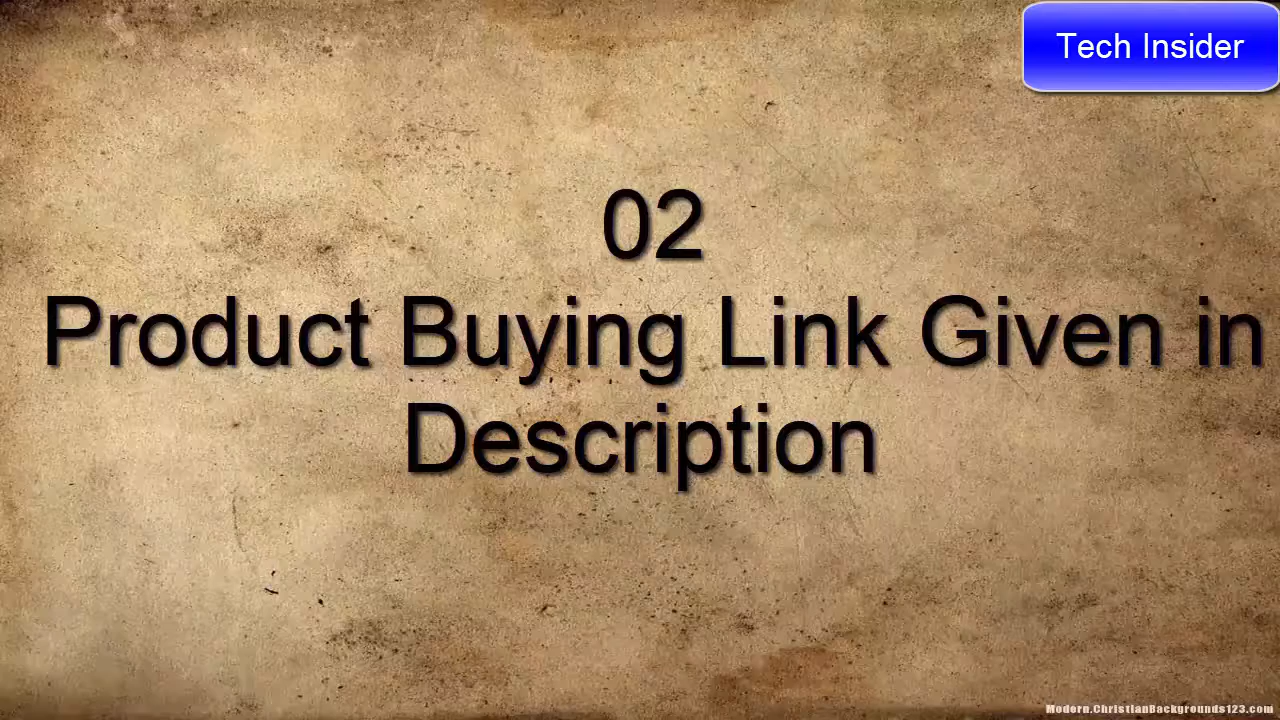 Tech Insider
02
Product Buying Link Given in
Description
Modern.ChristianBackgrounds123.com